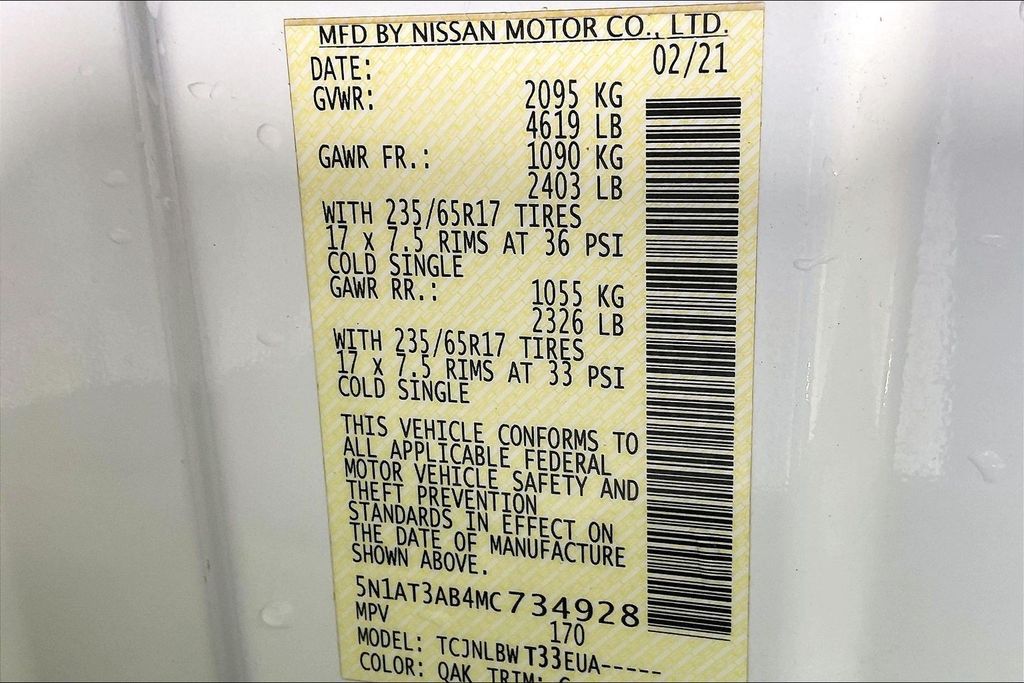 MFD BY NISSAN MOTOR CO., LTD.
DATE: 02/21
GVWR: 2095 KG
4619 LB
GAWR FR.: 1090 KG
2403 LB
WITH 235/65R17 TIRES
17 x 7.5 RIMS AT 36 PSI
COLD SINGLE
GAWR RR.: 1055 KG
2326 LB
WITH 235/65R17 TIRES
17 x 7.5 RIMS AT 33 PSI
COLD SINGLE
THIS VEHICLE CONFORMS TO
ALL APPLICABLE FEDERAL
MOTOR VEHICLE SAFETY AND
THEFT PREVENTION
STANDARDS IN EFFECT ON
THE DATE OF MANUFACTURE
SHOWN ABOVE.
5N1AT3AB4MC734928
MPV 170
MODEL: TCJNLBW T33EUA-----
COLOR: QAK TRIM: